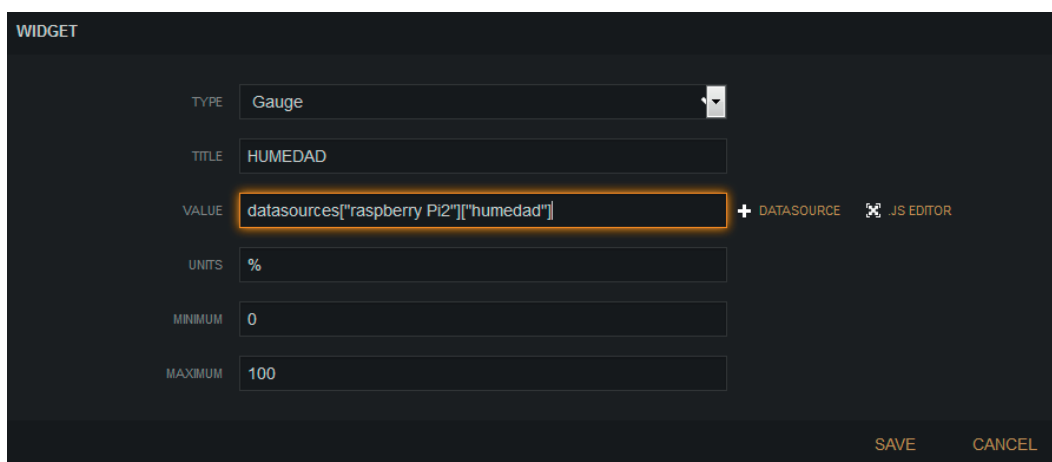 WIDGET
TYPE Gauge
TITLE HUMEDAD
VALUE datasources["raspberry Pi2"]["humedad"] DATASOURCE .JS EDITOR
UNITS %
MINIMUM 0
MAXIMUM 100
SAVE CANCEL